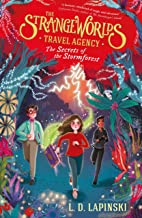 THE
STRANGEWORLDS
TRAVEL AGENCY
The Secrets of
the Stormforest
L. D. LAPINSKI